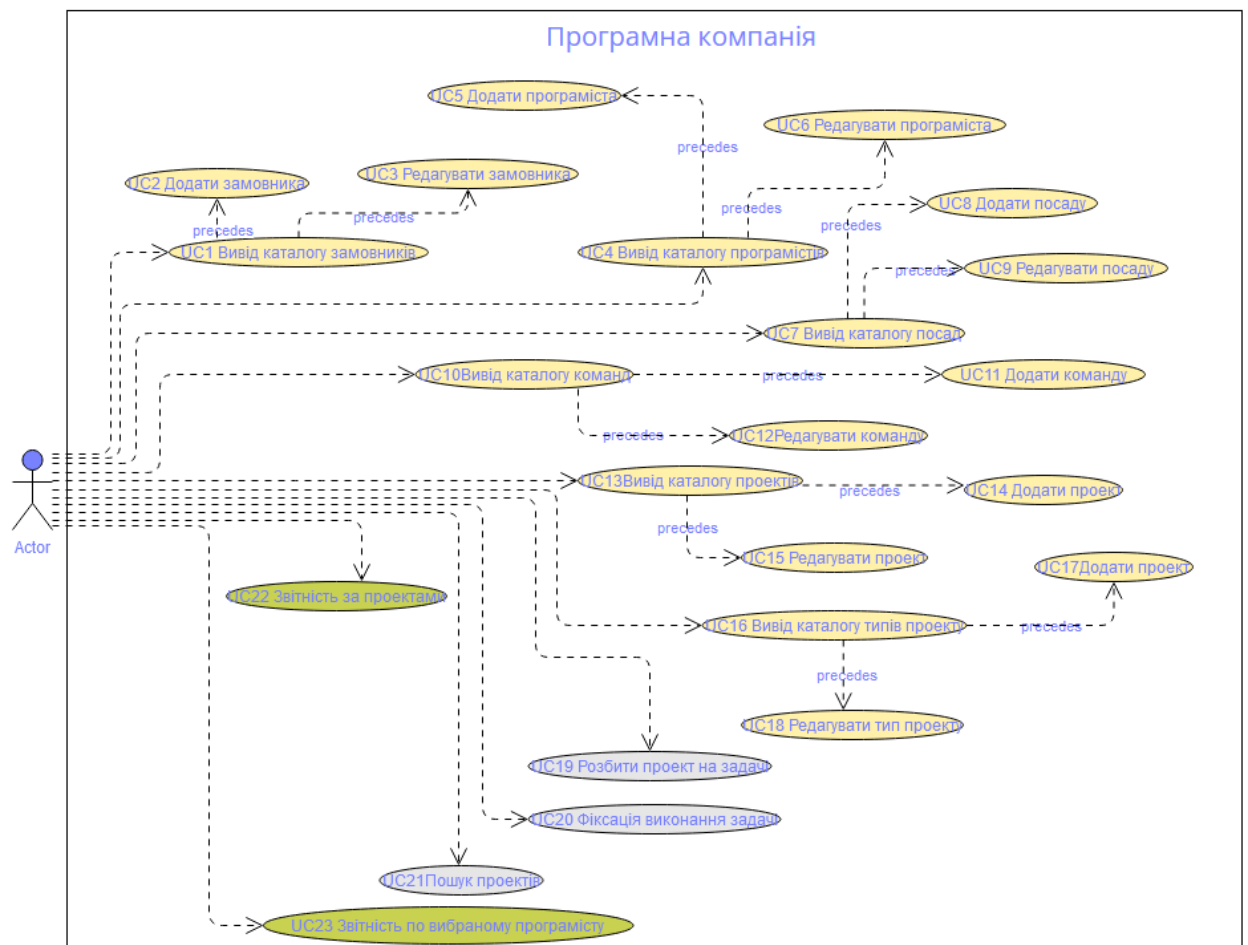 Програмна компанія
UC5 Додати програміста
UC6 Редагувати програміста
precedes
UC3 Редагувати замовника
UC2 Додати замовника
UC8 Додати посаду
precedes
precedes
precedes
precedes
UC1 Вивід каталогу замовників
UC4 Вивід каталогу програмістів
UC9 Редагувати посаду
precedes
UC7 Вивід каталогу посад
UC10Вивід каталогу команд
precedes
UC11 Додати команду
precedes
UC12Редагувати команду
UC13Вивід каталогу проектів
precedes
UC14 Додати проект
precedes
Actor
UC15 Редагувати проект
UC17Додати проект
UC22 Звітність за проектами
UC16 Вивід каталогу типів проекту
precedes
precedes
UC18 Редагувати тип проекту
UC19 Розбити проект на задачі
UC20 Фіксація виконання задачі
UC21Пошук проектів
UC23 Звітність по вибраному програмісту